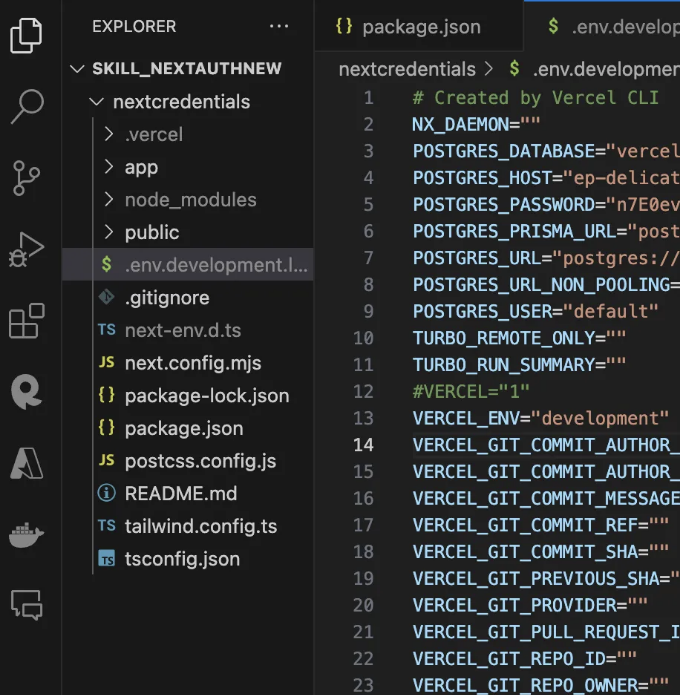 EXPLORER
SKILL_NEXTAUTHNEW
nextcredentials
.vercel
app
node_modules
public
$ .env.development.l...
.gitignore
TS next-env.d.ts
JS next.config.mjs
{} package-lock.json
{} package.json
JS postcss.config.js
README.md
TS tailwind.config.ts
TS tsconfig.json
{} package.json
$ .env.develop
nextcredentials > $ .env.developmen
1 # Created by Vercel CLI
2 NX_DAEMON=""
3 POSTGRES_DATABASE="vercel
4 POSTGRES_HOST="ep-delicat
5 POSTGRES_PASSWORD="n7E0ev
6 POSTGRES_PRISMA_URL="post
7 POSTGRES_URL="postgres://
8 POSTGRES_URL_NON_POOLING=
9 POSTGRES_USER="default"
10 TURBO_REMOTE_ONLY=""
11 TURBO_RUN_SUMMARY=""
12 #VERCEL="1"
13 VERCEL_ENV="development"
14 VERCEL_GIT_COMMIT_AUTHOR_
15 VERCEL_GIT_COMMIT_AUTHOR_
16 VERCEL_GIT_COMMIT_MESSAGE
17 VERCEL_GIT_COMMIT_REF=""
18 VERCEL_GIT_COMMIT_SHA=""
19 VERCEL_GIT_PREVIOUS_SHA="
20 VERCEL_GIT_PROVIDER=""
21 VERCEL_GIT_PULL_REQUEST_I
22 VERCEL_GIT_REPO_ID=""
23 VERCEL_GIT_REPO_OWNER=""